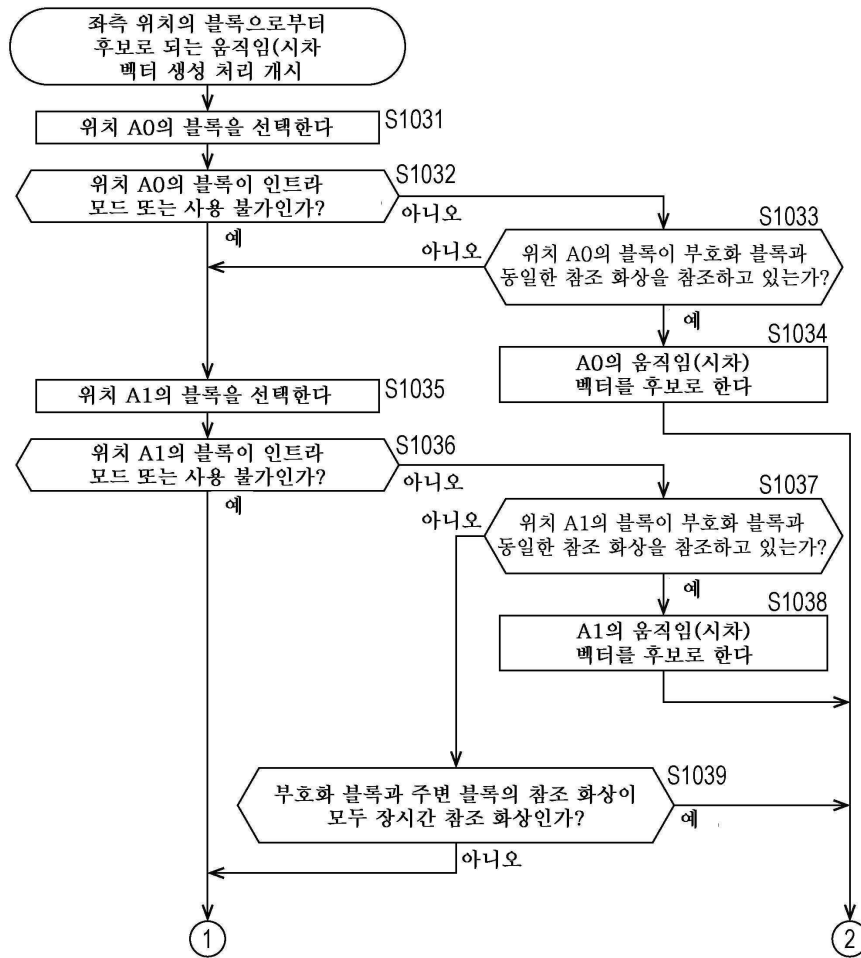 좌측 위치의 블록으로부터
후보로 되는 움직임(시차
벡터 생성 처리 개시
위치 A0의 블록을 선택한다
S1031
위치 A0의 블록이 인트라
모드 또는 사용 불가인가?
S1032
아니오
예
S1033
위치 A0의 블록이 부호화 블록과
동일한 참조 화상을 참조하고 있는가?
아니오
예
S1034
A0의 움직임(시차)
벡터를 후보로 한다
위치 A1의 블록을 선택한다
S1035
위치 A1의 블록이 인트라
모드 또는 사용 불가인가?
S1036
아니오
예
S1037
위치 A1의 블록이 부호화 블록과
동일한 참조 화상을 참조하고 있는가?
아니오
예
S1038
A1의 움직임(시차)
벡터를 후보로 한다
부호화 블록과 주변 블록의 참조 화상이
모두 장시간 참조 화상인가?
S1039
예
아니오
1
2